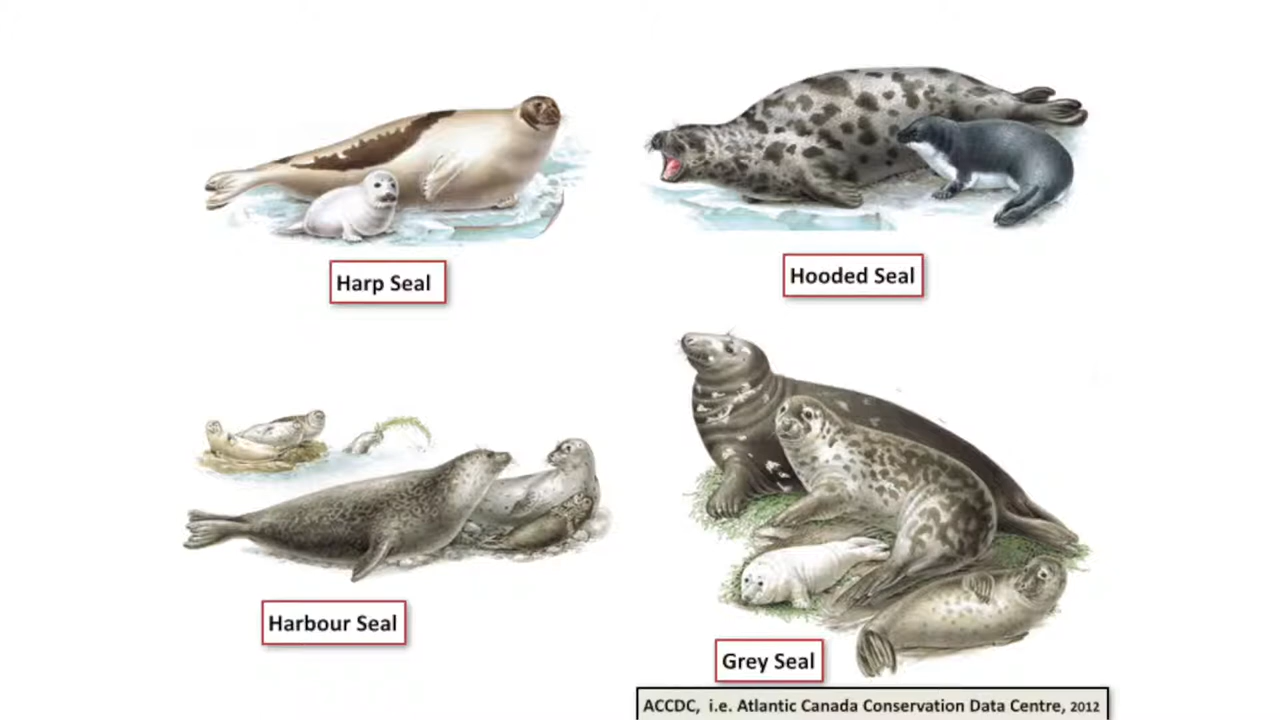 Harp Seal
Hooded Seal
Harbour Seal
Grey Seal
ACCDC,  i.e. Atlantic Canada Conservation Data Centre, 2012